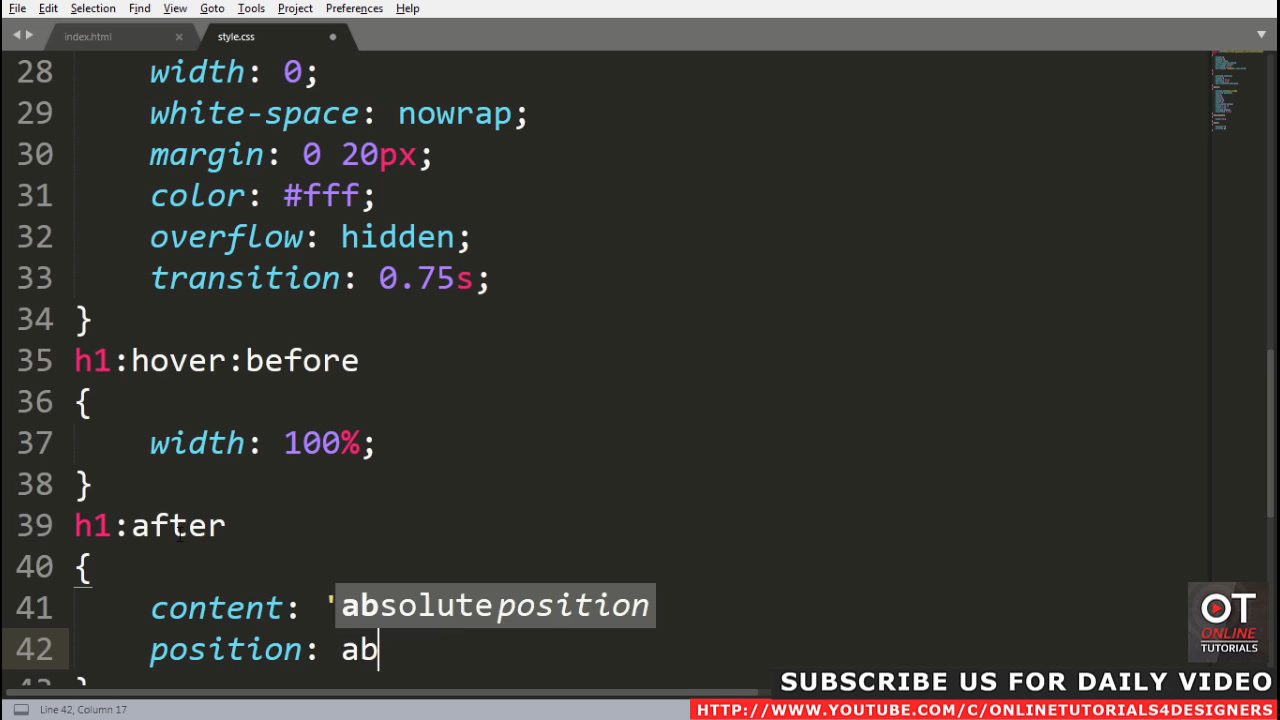 File Edit Selection Find View Goto Tools Project Preferences Help
index.html × style.css
28 width: 0;
29 white-space: nowrap;
30 margin: 0 20px;
31 color: #fff;
32 overflow: hidden;
33 transition: 0.75s;
34 }
35 h1:hover:before
36 {
37 width: 100%;
38 }
39 h1:after
40 {
41 content: '
absolute position
42 position: ab
OT
ONLINE
TUTORIALS
SUBSCRIBE US FOR DAILY VIDEO
Line 42, Column 17
HTTP://WWW.YOUTUBE.COM/C/ONLINETUTORIALS4DESIGNERS